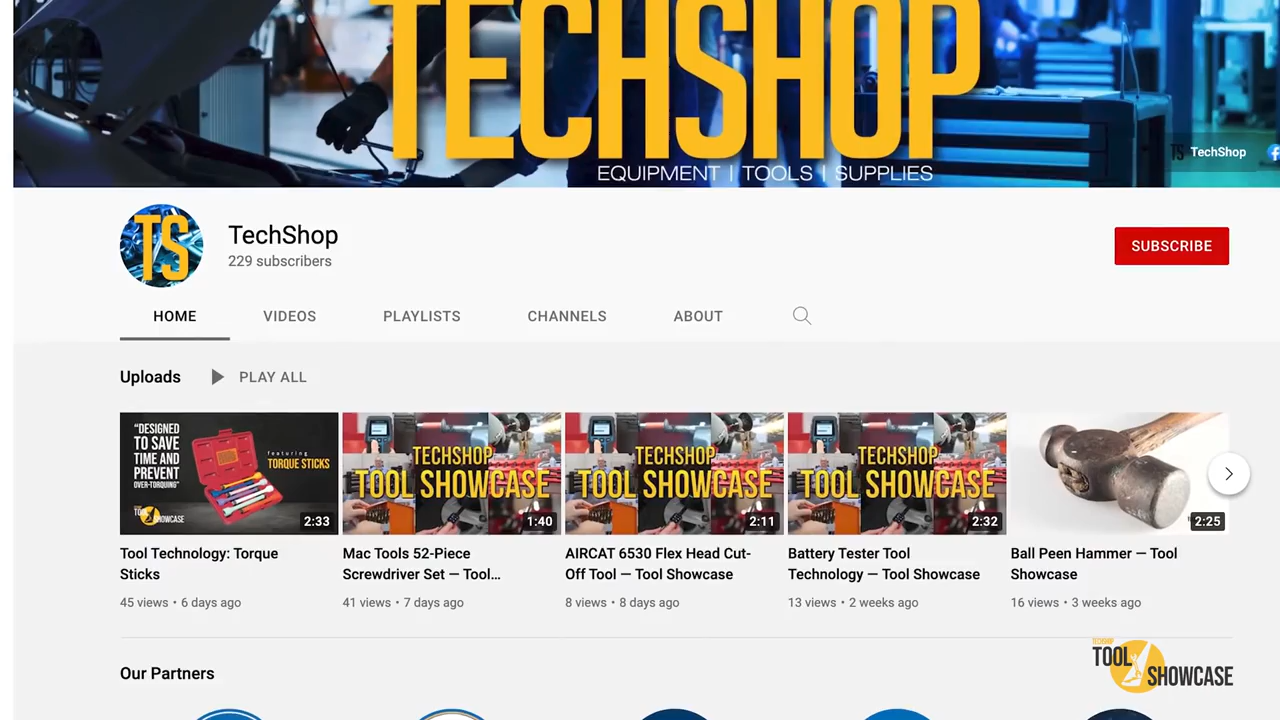 TECHSHOP
EQUIPMENT | TOOLS | SUPPLIES
TS TechShop
TS
TechShop
229 subscribers
SUBSCRIBE
HOME VIDEOS PLAYLISTS CHANNELS ABOUT
Uploads PLAY ALL
"DESIGNED
TO SAVE
TIME AND
PREVENT
OVER-TORQUING"
featuring
TORQUE STICKS
TOOL SHOWCASE
2:33
TECHSHOP
TOOL SHOWCASE
1:40
TECHSHOP
TOOL SHOWCASE
2:11
TECHSHOP
TOOL SHOWCASE
2:32
2:25
Tool Technology: Torque
Sticks
45 views • 6 days ago
Mac Tools 52-Piece
Screwdriver Set — Tool...
41 views • 7 days ago
AIRCAT 6530 Flex Head Cut-
Off Tool — Tool Showcase
8 views • 8 days ago
Battery Tester Tool
Technology — Tool Showcase
13 views • 2 weeks ago
Ball Peen Hammer — Tool
Showcase
16 views • 3 weeks ago
Our Partners
TECHSHOP
TOOL
SHOWCASE